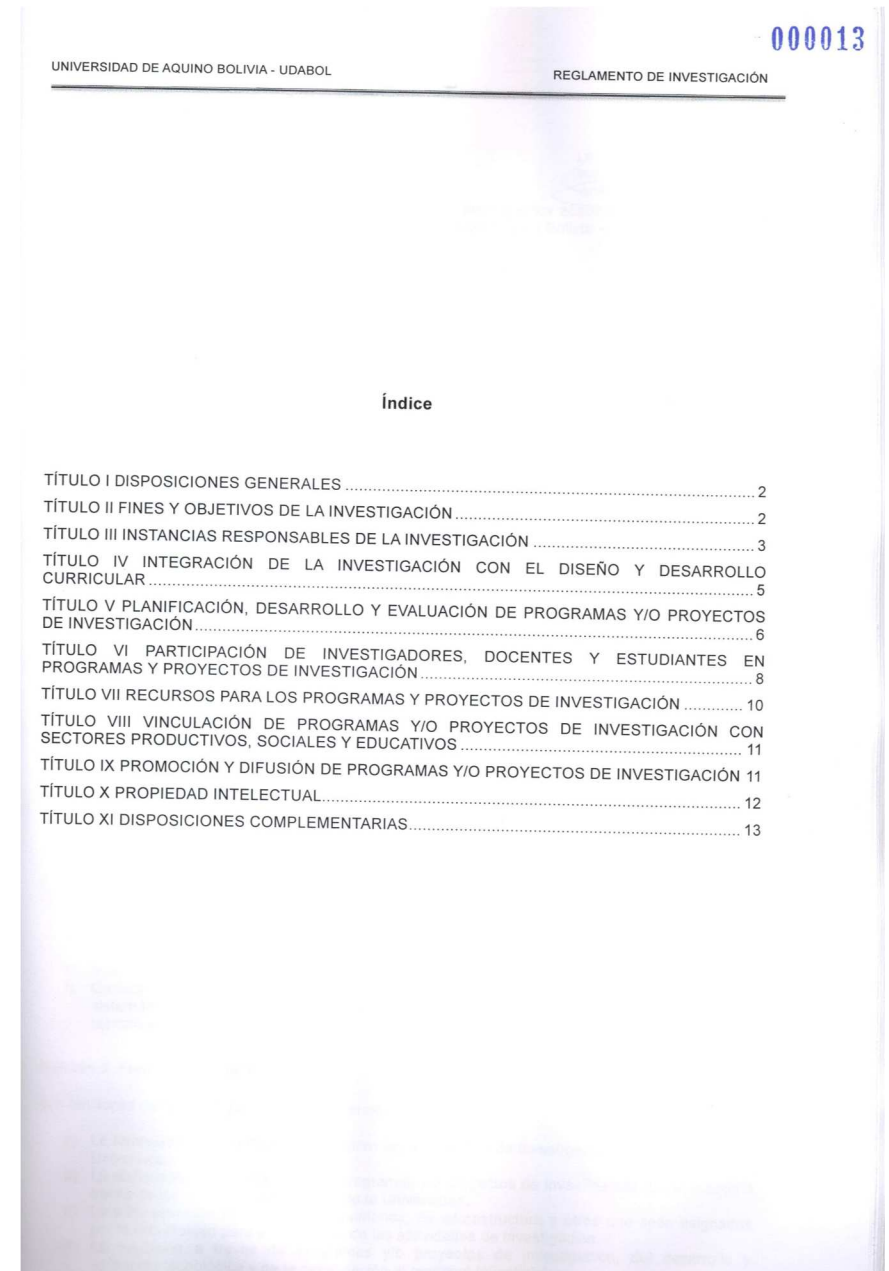 000013
UNIVERSIDAD DE AQUINO BOLIVIA - UDABOL
REGLAMENTO DE INVESTIGACIÓN
Índice
TÍTULO I DISPOSICIONES GENERALES ........ 2
TÍTULO II FINES Y OBJETIVOS DE LA INVESTIGACIÓN ........ 2
TÍTULO III INSTANCIAS RESPONSABLES DE LA INVESTIGACIÓN ........ 3
TÍTULO IV INTEGRACIÓN DE LA INVESTIGACIÓN CON EL DISEÑO Y DESARROLLO
CURRICULAR ........ 5
TÍTULO V PLANIFICACIÓN, DESARROLLO Y EVALUACIÓN DE PROGRAMAS Y/O PROYECTOS
DE INVESTIGACIÓN ........ 6
TÍTULO VI PARTICIPACIÓN DE INVESTIGADORES, DOCENTES Y ESTUDIANTES EN
PROGRAMAS Y PROYECTOS DE INVESTIGACIÓN ........ 8
TÍTULO VII RECURSOS PARA LOS PROGRAMAS Y PROYECTOS DE INVESTIGACIÓN ........ 10
TÍTULO VIII VINCULACIÓN DE PROGRAMAS Y/O PROYECTOS DE INVESTIGACIÓN CON
SECTORES PRODUCTIVOS, SOCIALES Y EDUCATIVOS ........ 11
TÍTULO IX PROMOCIÓN Y DIFUSIÓN DE PROGRAMAS Y/O PROYECTOS DE INVESTIGACIÓN 11
TÍTULO X PROPIEDAD INTELECTUAL ........ 12
TÍTULO XI DISPOSICIONES COMPLEMENTARIAS ........ 13